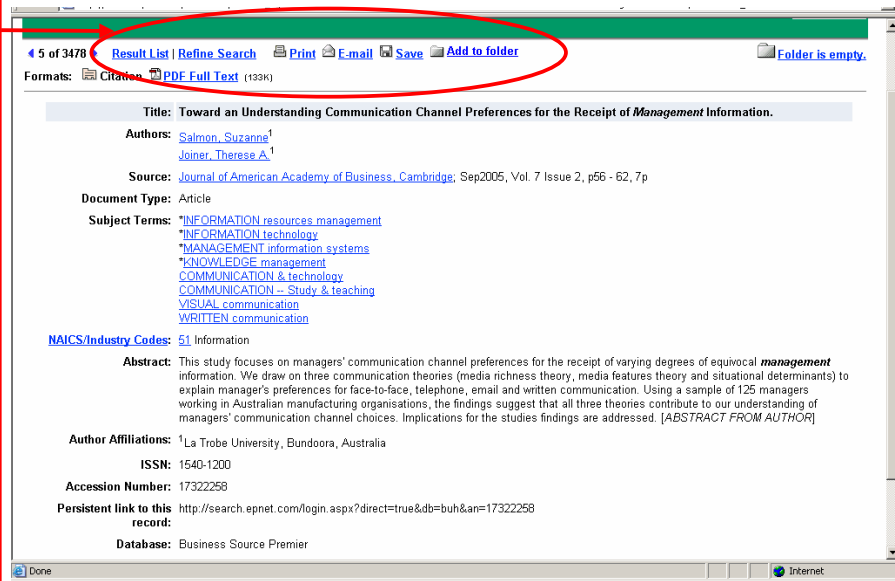 5 of 3478 Result List | Refine Search Print E-mail Save Add to folder Folder is empty.
Formats: Citation PDF Full Text (133K)
Title: Toward an Understanding Communication Channel Preferences for the Receipt of Management Information.
Authors: Salmon, Suzanne1
Joiner, Therese A.1
Source: Journal of American Academy of Business, Cambridge; Sep2005, Vol. 7 Issue 2, p56 - 62, 7p
Document Type: Article
Subject Terms: *INFORMATION resources management
*INFORMATION technology
*MANAGEMENT information systems
*KNOWLEDGE management
COMMUNICATION & technology
COMMUNICATION -- Study & teaching
VISUAL communication
WRITTEN communication
NAICS/Industry Codes: 51 Information
Abstract: This study focuses on managers' communication channel preferences for the receipt of varying degrees of equivocal management
information. We draw on three communication theories (media richness theory, media features theory and situational determinants) to
explain manager's preferences for face-to-face, telephone, email and written communication. Using a sample of 125 managers
working in Australian manufacturing organisations, the findings suggest that all three theories contribute to our understanding of
managers' communication channel choices. Implications for the studies findings are addressed. [ABSTRACT FROM AUTHOR]
Author Affiliations: 1La Trobe University, Bundoora, Australia
ISSN: 1540-1200
Accession Number: 17322258
Persistent link to this http://search.epnet.com/login.aspx?direct=true&db=buh&an=17322258
record:
Database: Business Source Premier
Done Internet